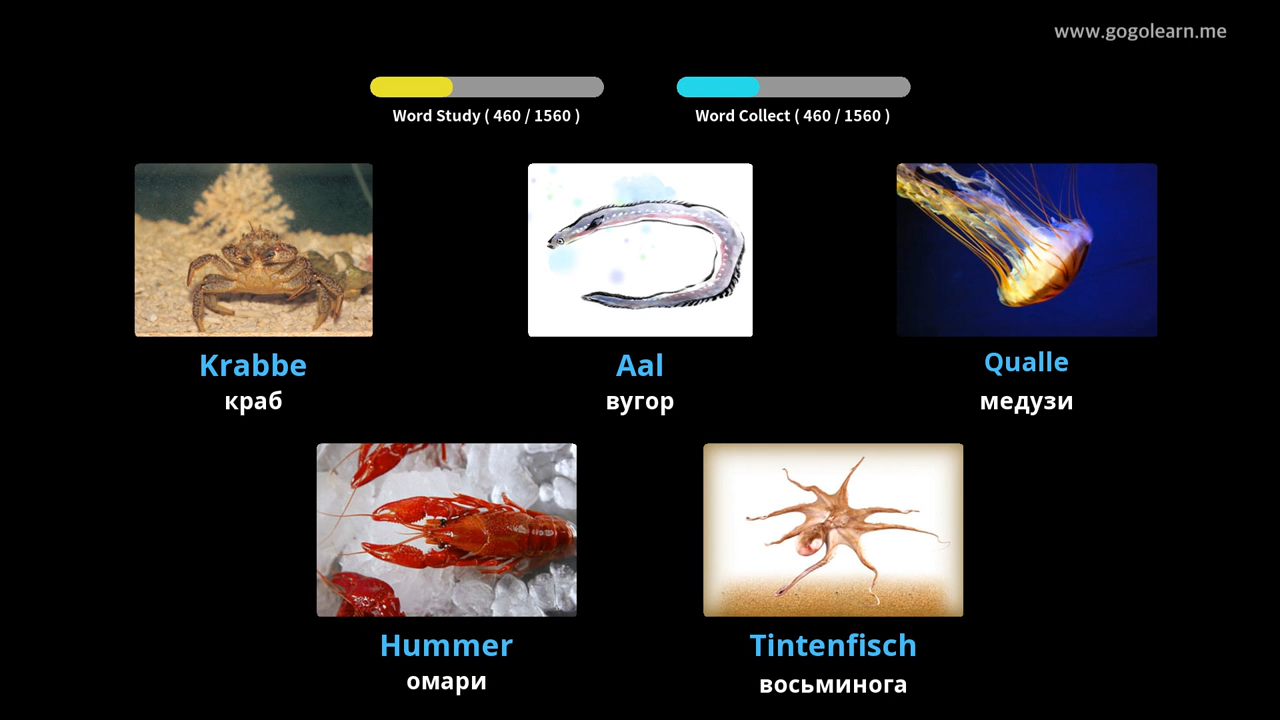 www.gogolearn.me
Word Study ( 460 / 1560 )
Word Collect ( 460 / 1560 )
Krabbe
краб
Aal
вугор
Qualle
медузи
Hummer
омари
Tintenfisch
восьминога